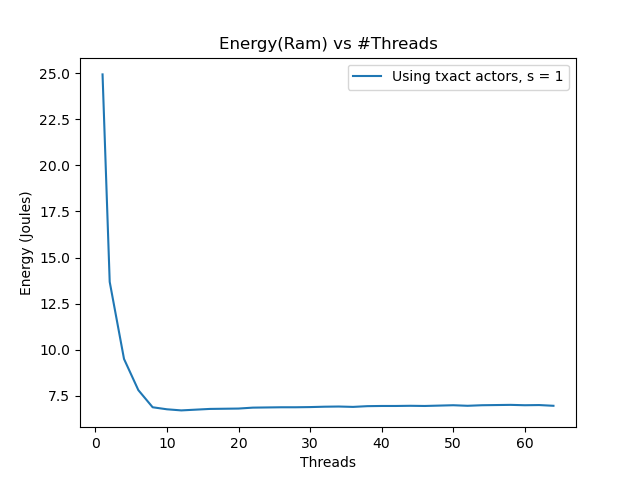 Energy(Ram) vs #Threads
Using txact actors, s = 1
25.0
22.5
20.0
17.5
15.0
12.5
10.0
7.5
Energy (Joules)
0 10 20 30 40 50 60
Threads